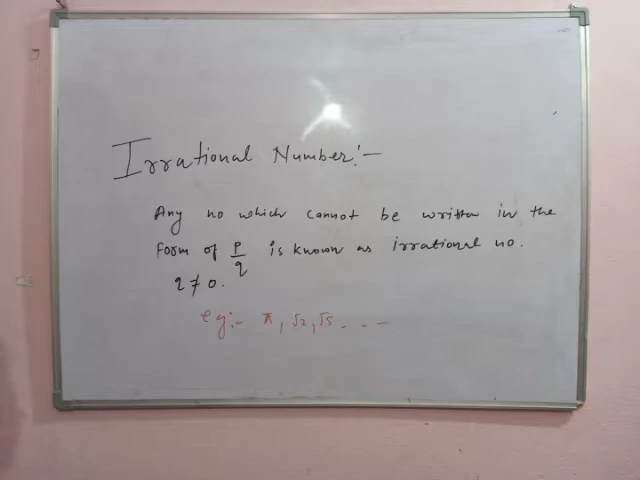 Irrational Number:-
Any no which cannot be written in the
form of p/q is known as irrational no.
q≠0.
eg:- π, √2, √5 - - -